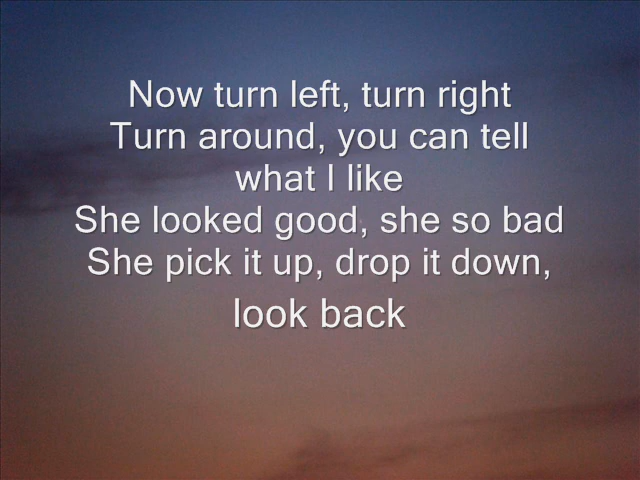 Now turn left, turn right
Turn around, you can tell
what I like
She looked good, she so bad
She pick it up, drop it down,
look back